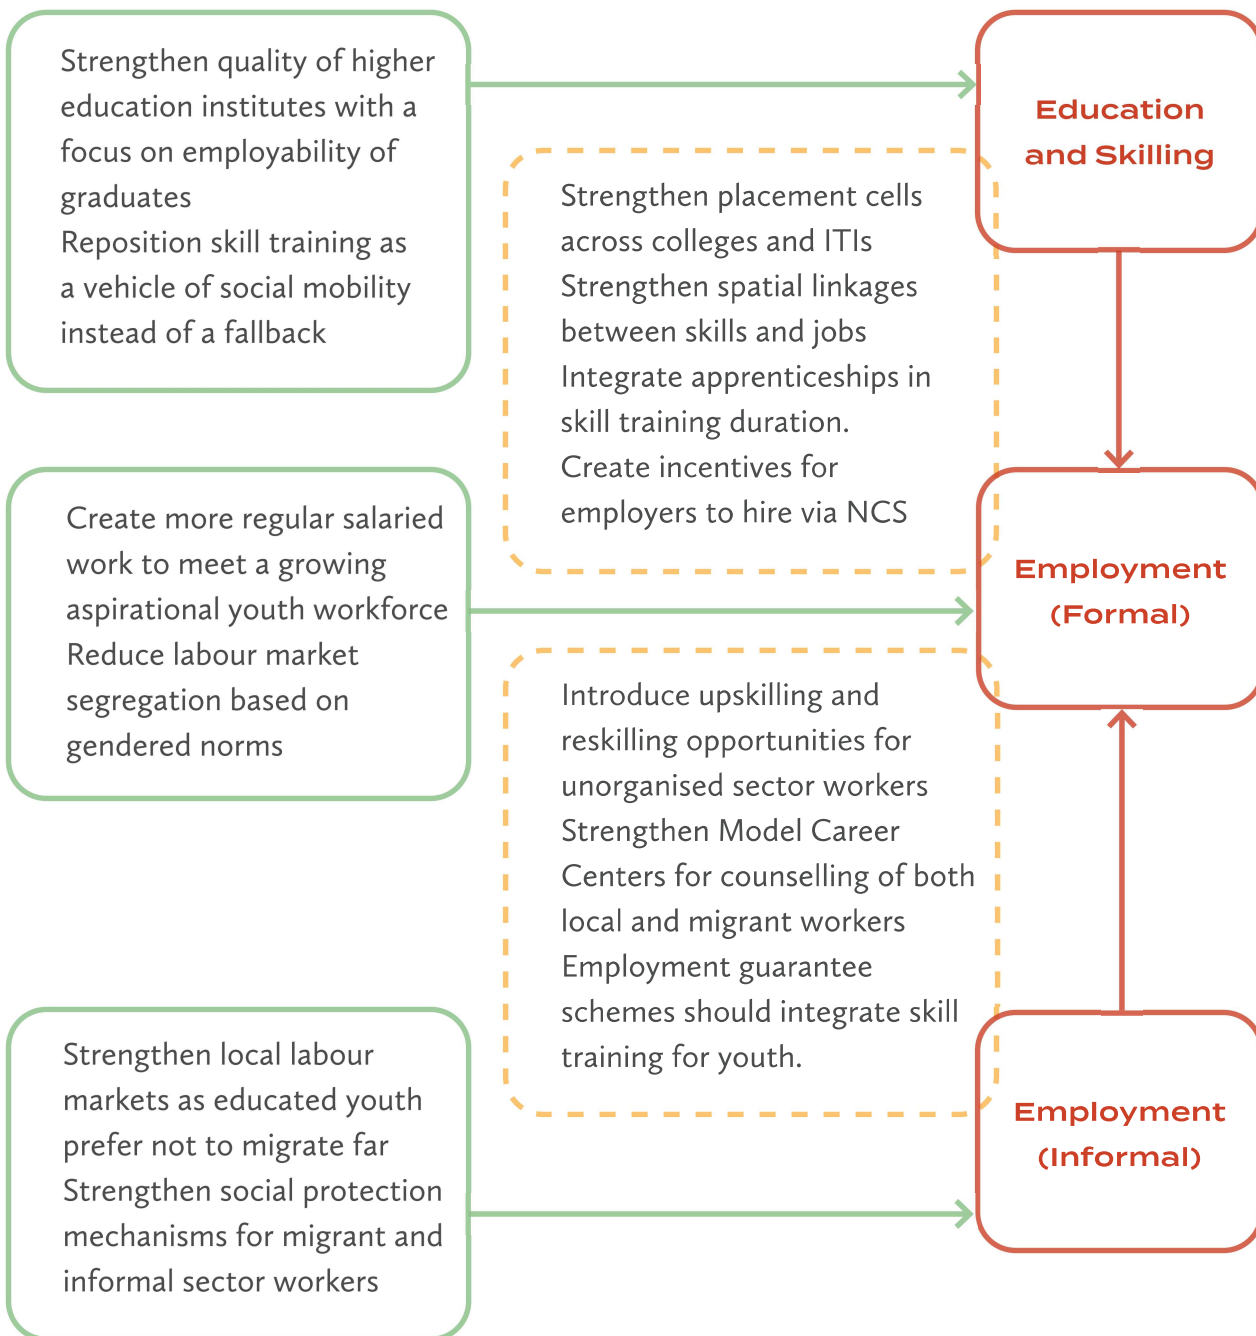 Strengthen quality of higher
education institutes with a
focus on employability of
graduates
Reposition skill training as
a vehicle of social mobility
instead of a fallback
Education
and Skilling
Strengthen placement cells
across colleges and ITIs
Strengthen spatial linkages
between skills and jobs
Integrate apprenticeships in
skill training duration.
Create incentives for
employers to hire via NCS
Create more regular salaried
work to meet a growing
aspirational youth workforce
Reduce labour market
segregation based on
gendered norms
Employment
(Formal)
Introduce upskilling and
reskilling opportunities for
unorganised sector workers
Strengthen Model Career
Centers for counselling of both
local and migrant workers
Employment guarantee
schemes should integrate skill
training for youth.
Strengthen local labour
markets as educated youth
prefer not to migrate far
Strengthen social protection
mechanisms for migrant and
informal sector workers
Employment
(Informal)